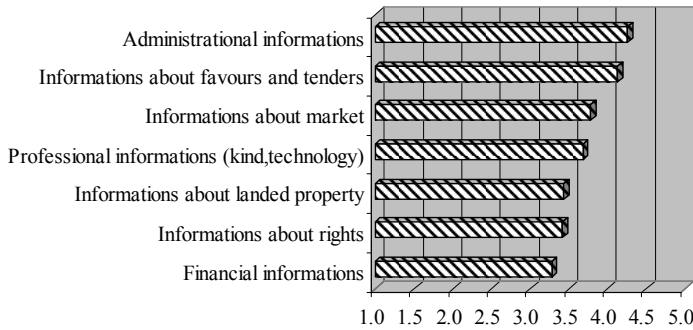 Administrational informations
Informations about favours and tenders
Informations about market
Professional informations (kind,technology)
Informations about landed property
Informations about rights
Financial informations
1.0 1.5 2.0 2.5 3.0 3.5 4.0 4.5 5.0